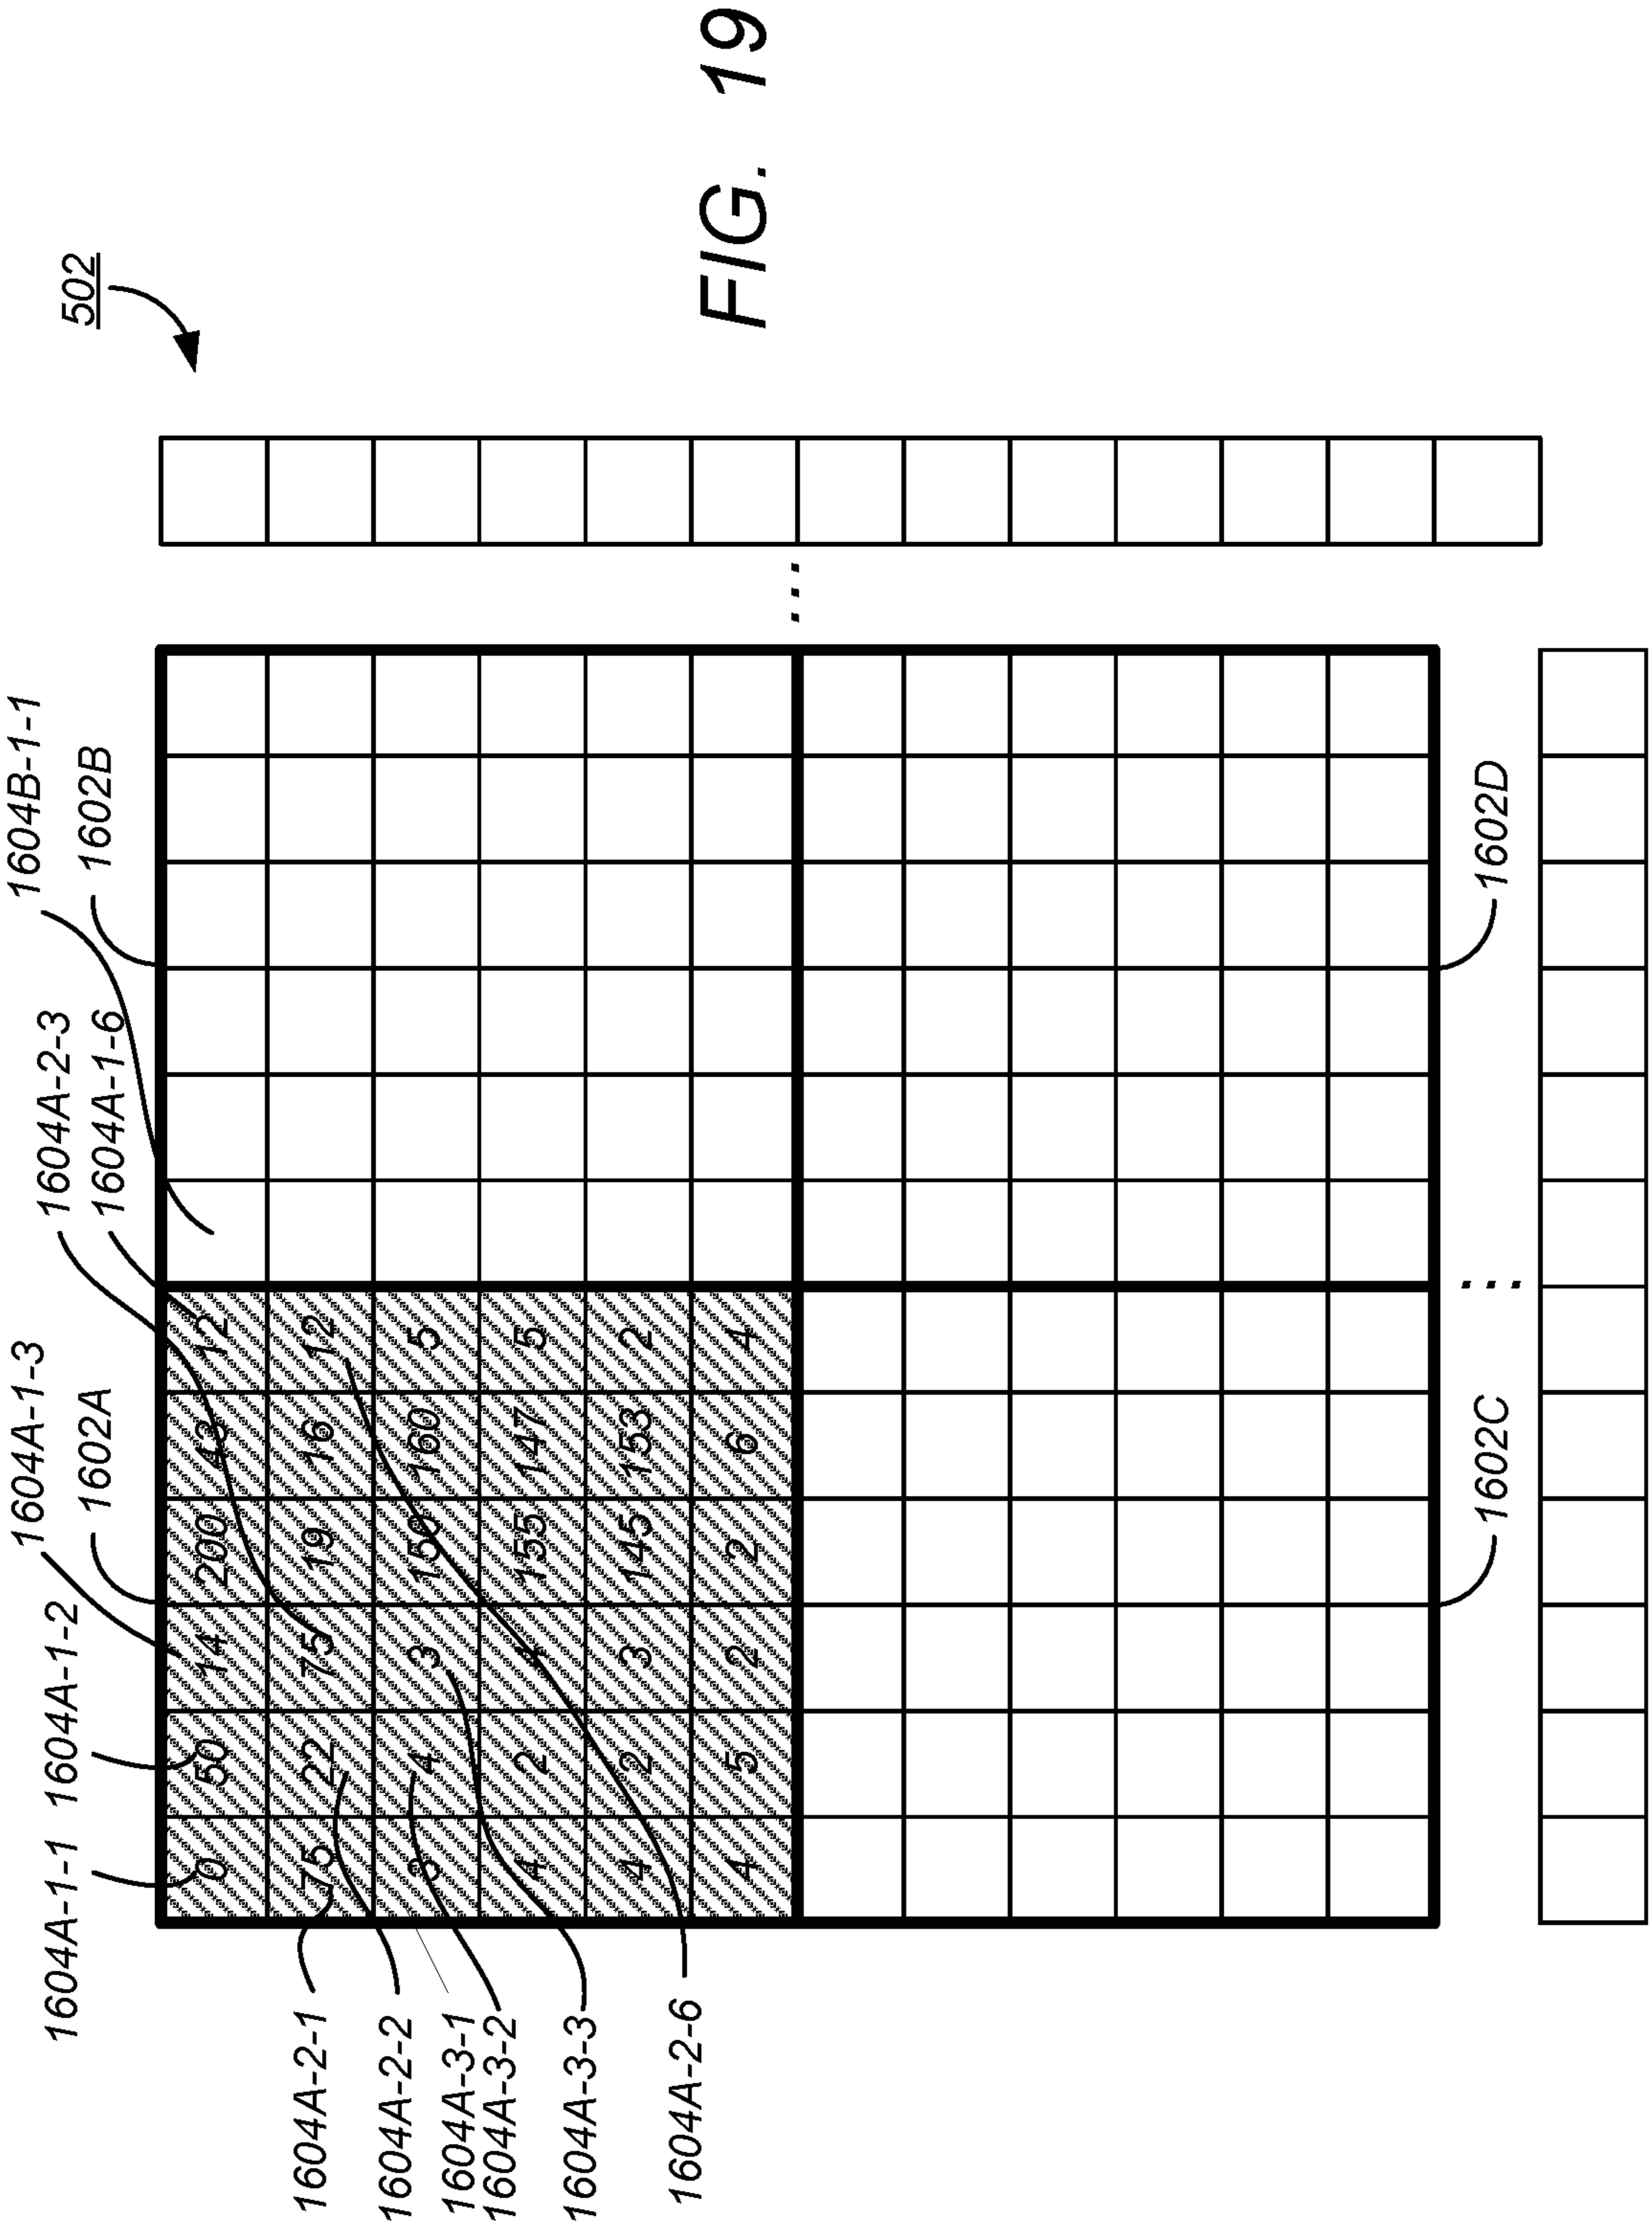 1604A-1-3 1604B-1-1
1604A-1-1 1604A-1-2 1604A-2-3
1602A 1604A-1-6 1602B 502
0 50 14 200 43 12
1604A-2-1 75 22 75 19 16 12
1604A-2-2
1604A-3-1 3 4 3 160 5
1604A-3-2
4 2 155 147 5
1604A-3-3
4 2 3 145 153 2
1604A-2-6
4 5 2 2 6 4
FIG. 19
...
1602C 1602D
...